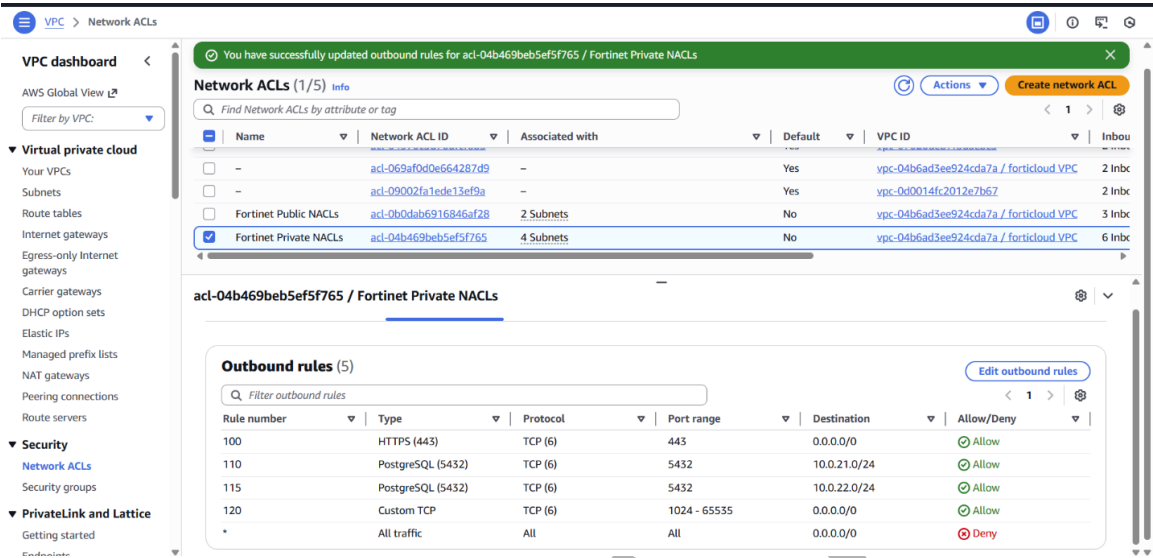 VPC > Network ACLs
VPC dashboard
AWS Global View
Filter by VPC:
Virtual private cloud
Your VPCs
Subnets
Route tables
Internet gateways
Egress-only Internet
gateways
Carrier gateways
DHCP option sets
Elastic IPs
Managed prefix lists
NAT gateways
Peering connections
Route servers
Security
Network ACLs
Security groups
PrivateLink and Lattice
Getting started
Endpoints
You have successfully updated outbound rules for acl-04b469beb5ef5f765 / Fortinet Private NACLs
Network ACLs (1/5) Info
Actions
Create network ACL
Find Network ACLs by attribute or tag
1
Name Network ACL ID Associated with Default VPC ID Inbou
Yes
– acl-069af0d0e664287d9 – Yes vpc-04b6ad3ee924cda7a / forticloud VPC 2 Inbc
– acl-09002fa1ede13ef9a – Yes vpc-0d0014fc2012e7b67 2 Inbc
Fortinet Public NACLs acl-0b0dab6916846af28 2 Subnets No vpc-04b6ad3ee924cda7a / forticloud VPC 3 Inbc
Fortinet Private NACLs acl-04b469beb5ef5f765 4 Subnets No vpc-04b6ad3ee924cda7a / forticloud VPC 6 Inbc
acl-04b469beb5ef5f765 / Fortinet Private NACLs
Outbound rules (5)
Edit outbound rules
Filter outbound rules
1
Rule number Type Protocol Port range Destination Allow/Deny
100 HTTPS (443) TCP (6) 443 0.0.0.0/0 Allow
110 PostgreSQL (5432) TCP (6) 5432 10.0.21.0/24 Allow
115 PostgreSQL (5432) TCP (6) 5432 10.0.22.0/24 Allow
120 Custom TCP TCP (6) 1024 - 65535 0.0.0.0/0 Allow
* All traffic All All 0.0.0.0/0 Deny